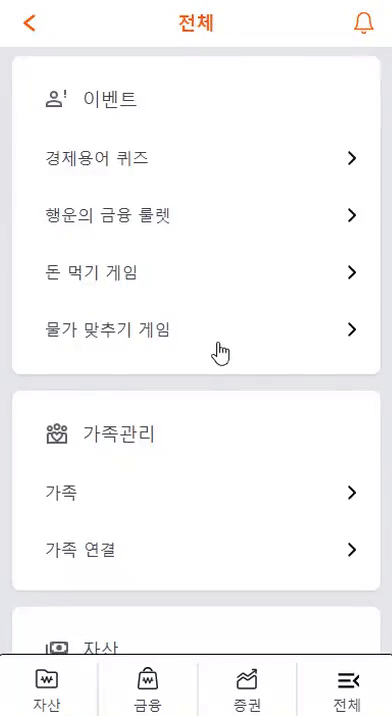 전체
이벤트
경제용어 퀴즈
행운의 금융 룰렛
돈 먹기 게임
물가 맞추기 게임
가족관리
가족
가족 연결
자산
자산
금융
증권
전체